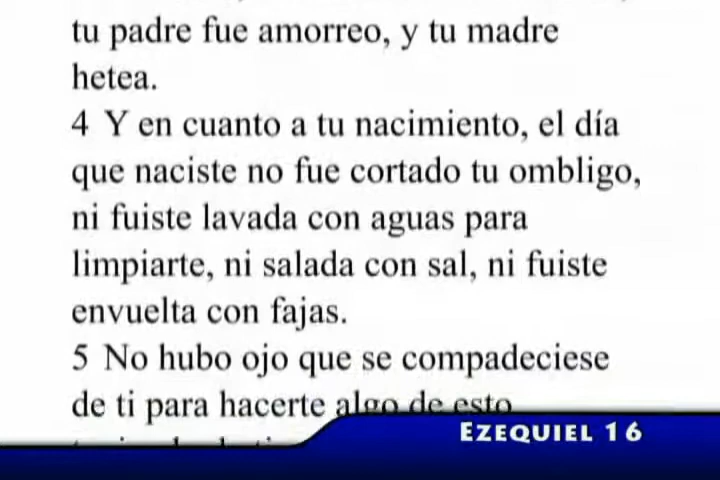 tu padre fue amorreo, y tu madre
hetea.
4 Y en cuanto a tu nacimiento, el día
que naciste no fue cortado tu ombligo,
ni fuiste lavada con aguas para
limpiarte, ni salada con sal, ni fuiste
envuelta con fajas.
5 No hubo ojo que se compadeciese
de ti para hacerte algo de esto
EZEQUIEL 16